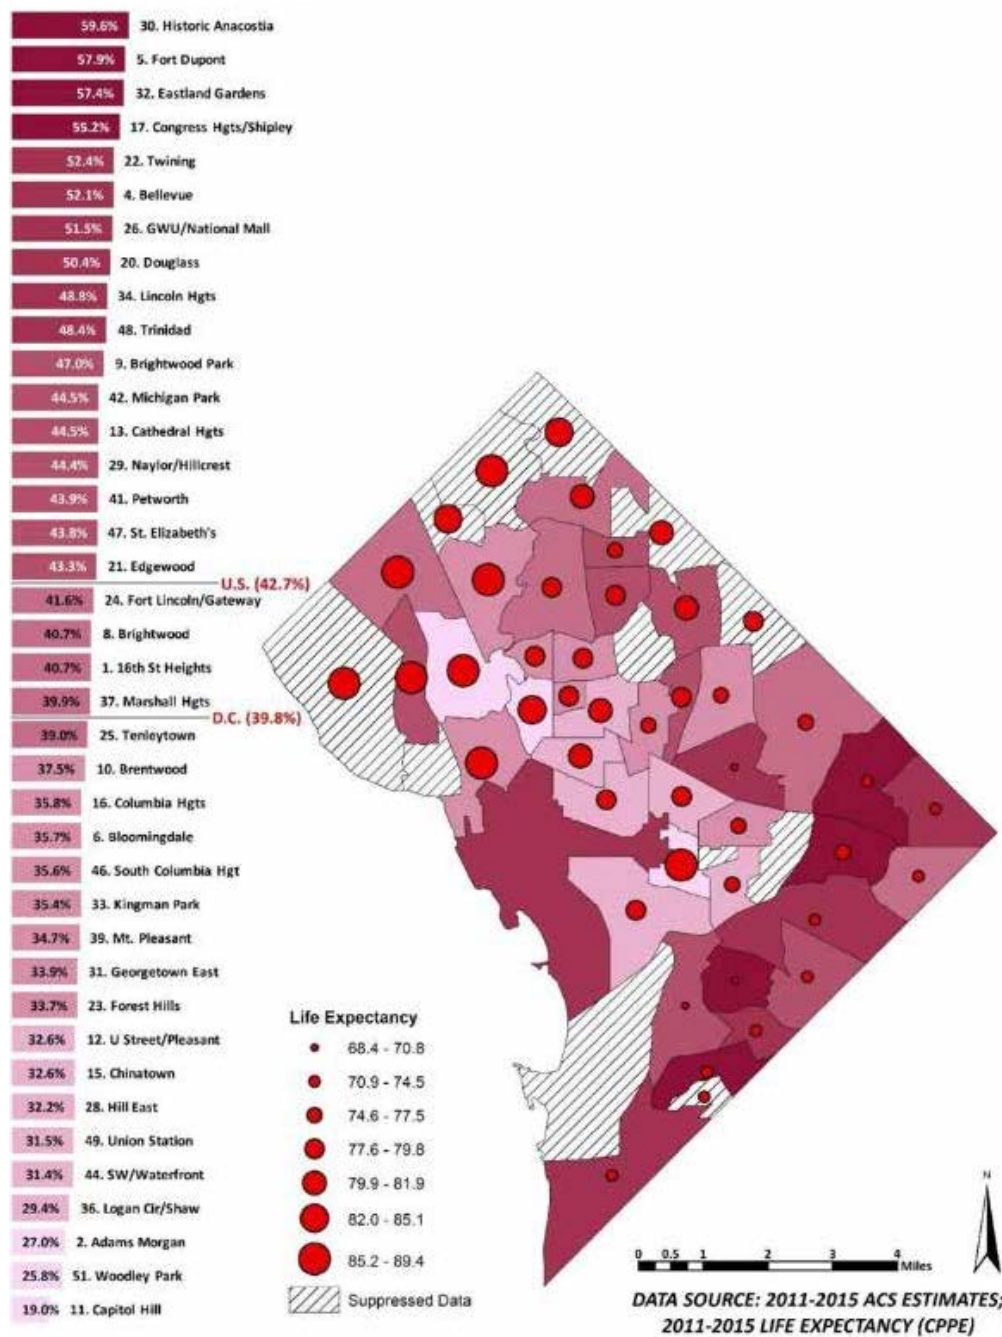 59.6% 30. Historic Anacostia
57.9% 5. Fort Dupont
57.4% 32. Eastland Gardens
55.2% 17. Congress Hgts/Shipley
52.4% 22. Twining
52.1% 4. Bellevue
51.5% 26. GWU/National Mall
50.4% 20. Douglass
48.8% 34. Lincoln Hgts
48.4% 48. Trinidad
47.0% 9. Brightwood Park
44.5% 42. Michigan Park
44.5% 13. Cathedral Hgts
44.4% 29. Naylor/Hillcrest
43.9% 41. Petworth
43.8% 47. St. Elizabeth's
43.3% 21. Edgewood
U.S. (42.7%)
41.6% 24. Fort Lincoln/Gateway
40.7% 8. Brightwood
40.7% 1. 16th St Heights
39.9% 37. Marshall Hgts
D.C. (39.8%)
39.0% 25. Tenleytown
37.5% 10. Brentwood
35.8% 16. Columbia Hgts
35.7% 6. Bloomingdale
35.6% 46. South Columbia Hgt
35.4% 33. Kingman Park
34.7% 39. Mt. Pleasant
33.9% 31. Georgetown East
33.7% 23. Forest Hills
32.6% 12. U Street/Pleasant
32.6% 15. Chinatown
32.2% 28. Hill East
31.5% 49. Union Station
31.4% 44. SW/Waterfront
29.4% 36. Logan Cir/Shaw
27.0% 2. Adams Morgan
25.8% 51. Woodley Park
19.0% 11. Capitol Hill
Life Expectancy
68.4 - 70.8
70.9 - 74.5
74.6 - 77.5
77.6 - 79.8
79.9 - 81.9
82.0 - 85.1
85.2 - 89.4
Suppressed Data
N
0 0.5 1 2 3 4
Miles
DATA SOURCE: 2011-2015 ACS ESTIMATES;
2011-2015 LIFE EXPECTANCY (CPPE)